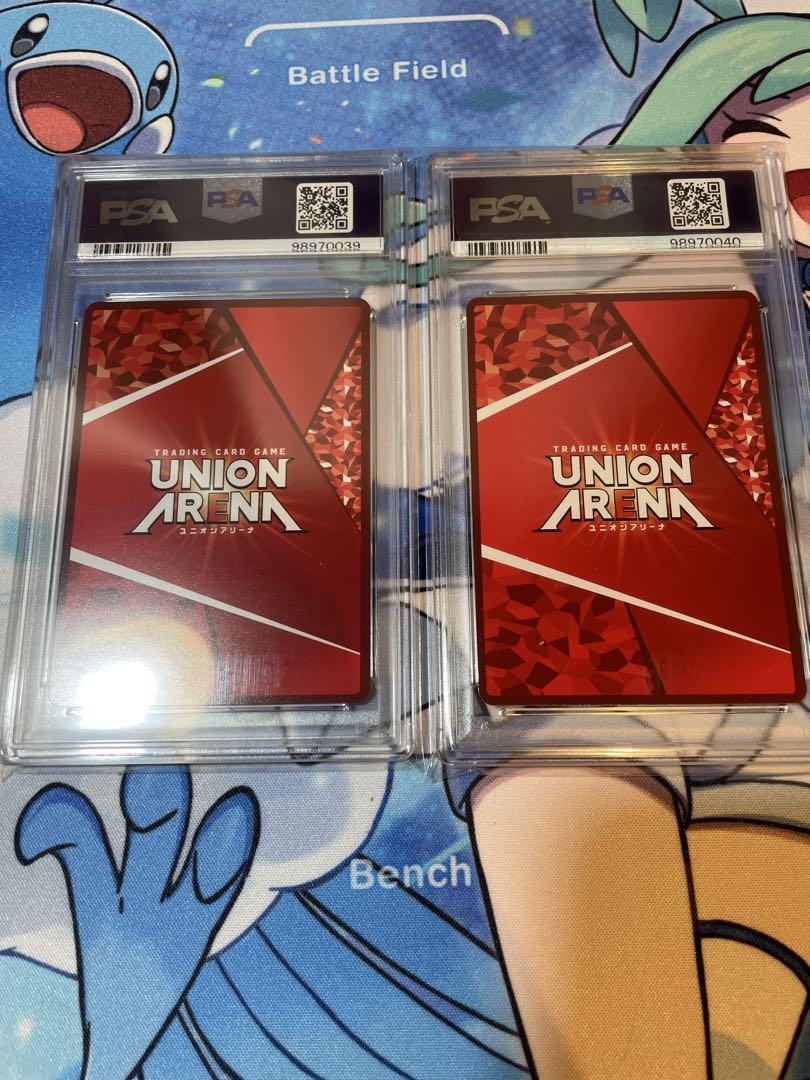 Battle Field
PSA
PSA
98970039
PSA
PSA
98970040
TRADING CARD GAME
UNION
ARENA
ユニオンアリーナ
TRADING CARD GAME
UNION
ARENA
ユニオンアリーナ
Bench